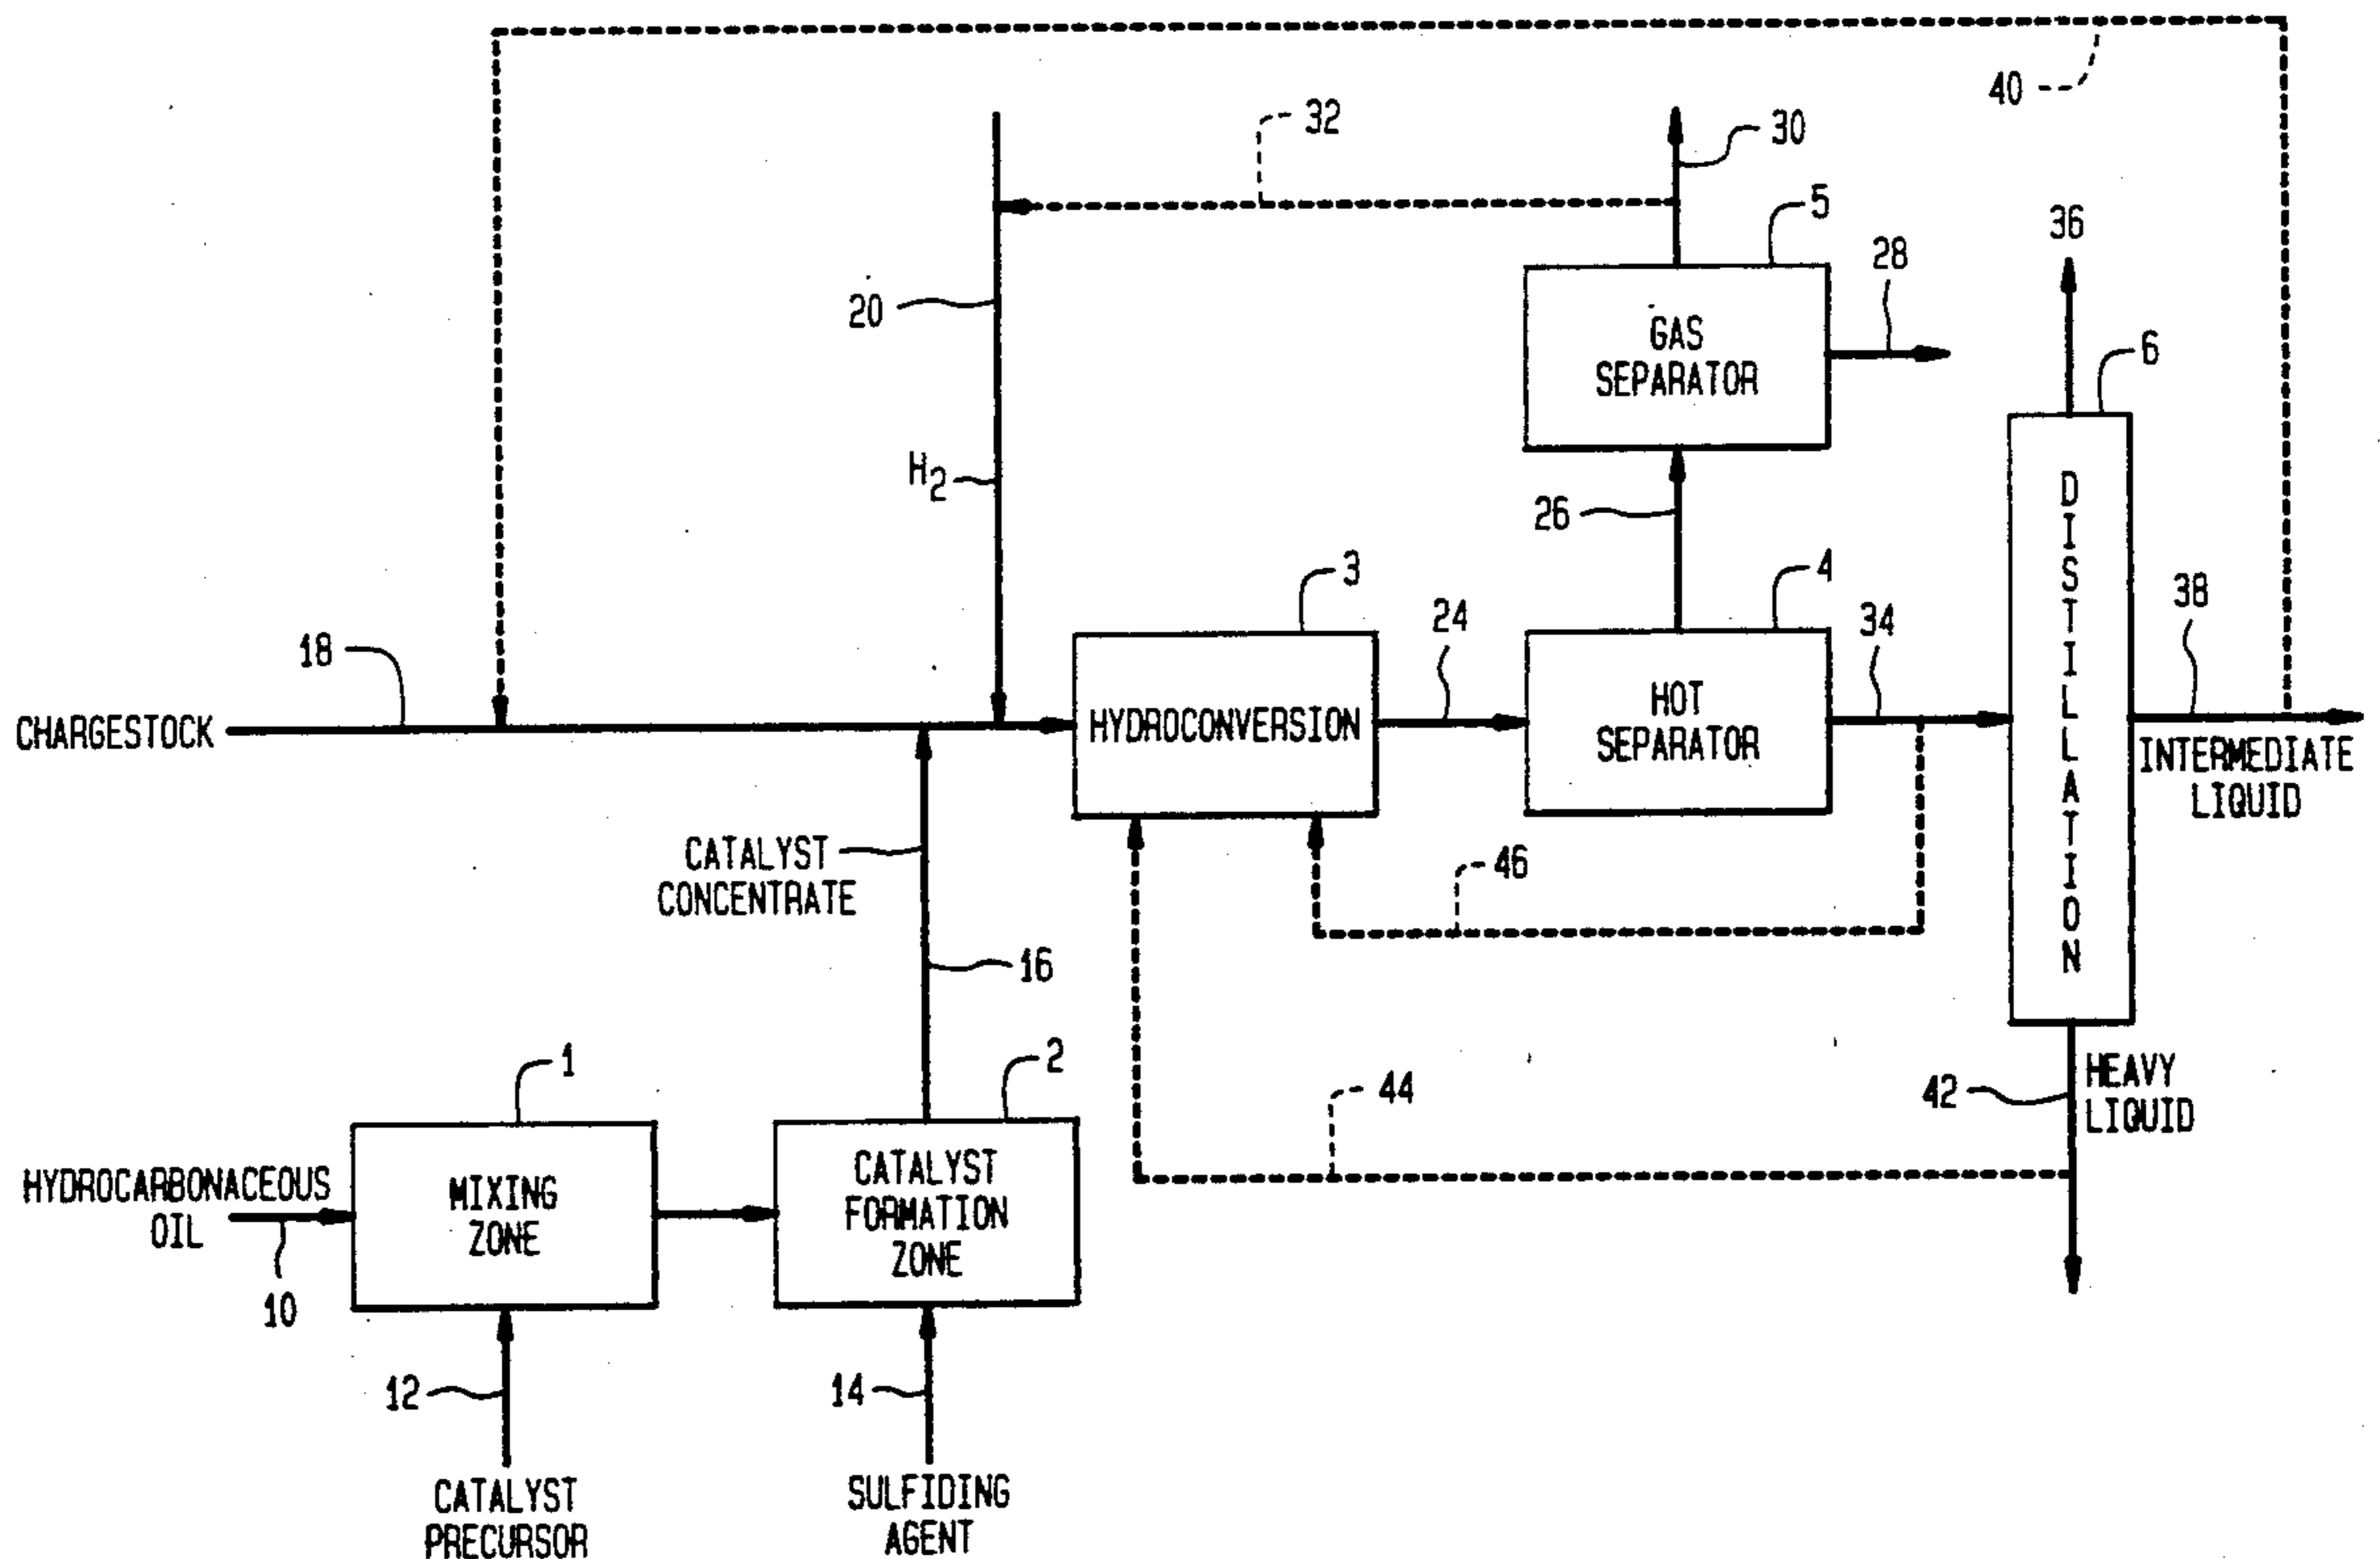 40
32
30
5
36
28
20
GAS
SEPARATOR
6
H2
26
3
4
24
34
38
18
CHARGESTOCK
HYDROCONVERSION
HOT
SEPARATOR
DISTILLATION
INTERMEDIATE
LIQUID
CATALYST
CONCENTRATE
46
16
1
2
44
42
HEAVY
LIQUID
HYDROCARBONACEOUS
OIL
10
MIXING
ZONE
CATALYST
FORMATION
ZONE
12
14
CATALYST
PRECURSOR
SULFIDING
AGENT